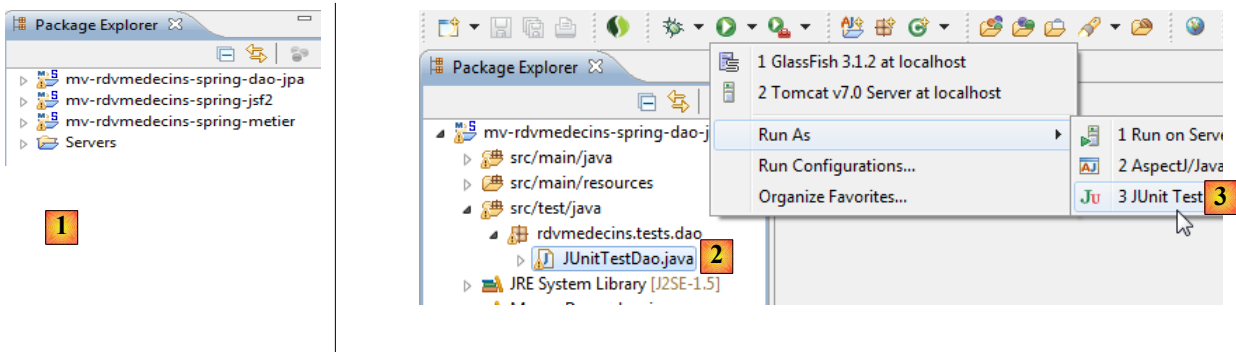 Package Explorer
mv-rdvmedecins-spring-dao-jpa
mv-rdvmedecins-spring-jsf2
mv-rdvmedecins-spring-metier
Servers
1
Package Explorer
mv-rdvmedecins-spring-dao-j
src/main/java
src/main/resources
src/test/java
rdvmedecins.tests.dao
JUnitTestDao.java
2
JRE System Library [J2SE-1.5]
1 GlassFish 3.1.2 at localhost
2 Tomcat v7.0 Server at localhost
Run As
Run Configurations...
Organize Favorites...
1 Run on Serve
2 AspectJ/Java
3 JUnit Test
3